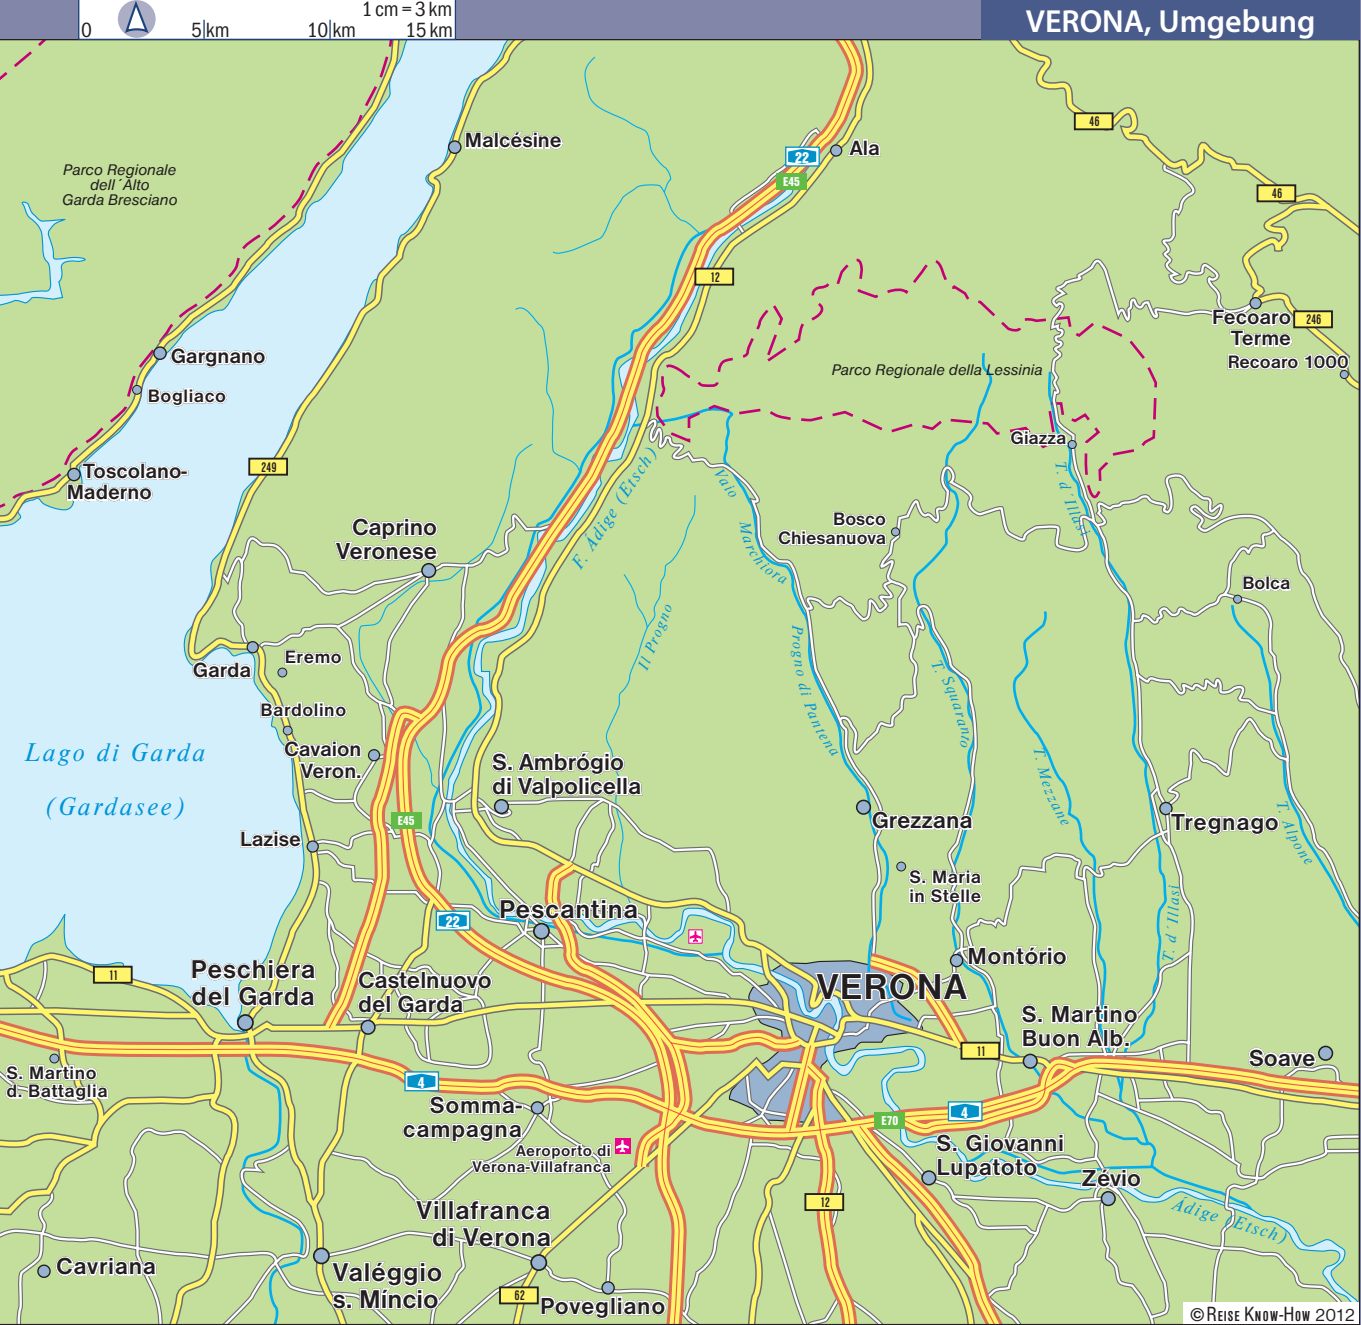 1 cm = 3 km
0
5 km
10 km
15 km
VERONA, Umgebung
46
Malcésine
22
Ala
E45
Parco Regionale
dell´Alto
Garda Bresciano
46
12
Fecoaro
Terme
246
Recoaro 1000
Gargnano
Bogliaco
Parco Regionale della Lessinia
Giazza
249
Toscolano-
Maderno
F. Ádige (Etsch)
Vaio
Marchiora
T. d´Illasi
Caprino
Veronese
Bosco
Chiesanuova
Bolca
Il Progno
Progno di Pantena
T. Squaranto
Garda
Eremo
Bardolino
Cavaion
Veron.
Lago di Garda
(Gardasee)
S. Ambrógio
di Valpolicella
T. Mezzane
E45
Lazise
Grezzana
Tregnago
T. Alpone
S. Maria
in Stelle
T. d´Illasi
Pescantina
22
Montório
11
Peschiera
del Garda
Castelnuovo
del Garda
VERONA
S. Martino
Buon Alb.
11
Soave
S. Martino
d. Battaglia
4
Somma-
campagna
4
E70
Aeroporto di
Verona-Villafranca
S. Giovanni
Lupatoto
Zévio
12
Ádige (Etsch)
Villafranca
di Verona
Cavriana
Valéggio
s. Míncio
62
Povegliano
© REISE KNOW-HOW 2012